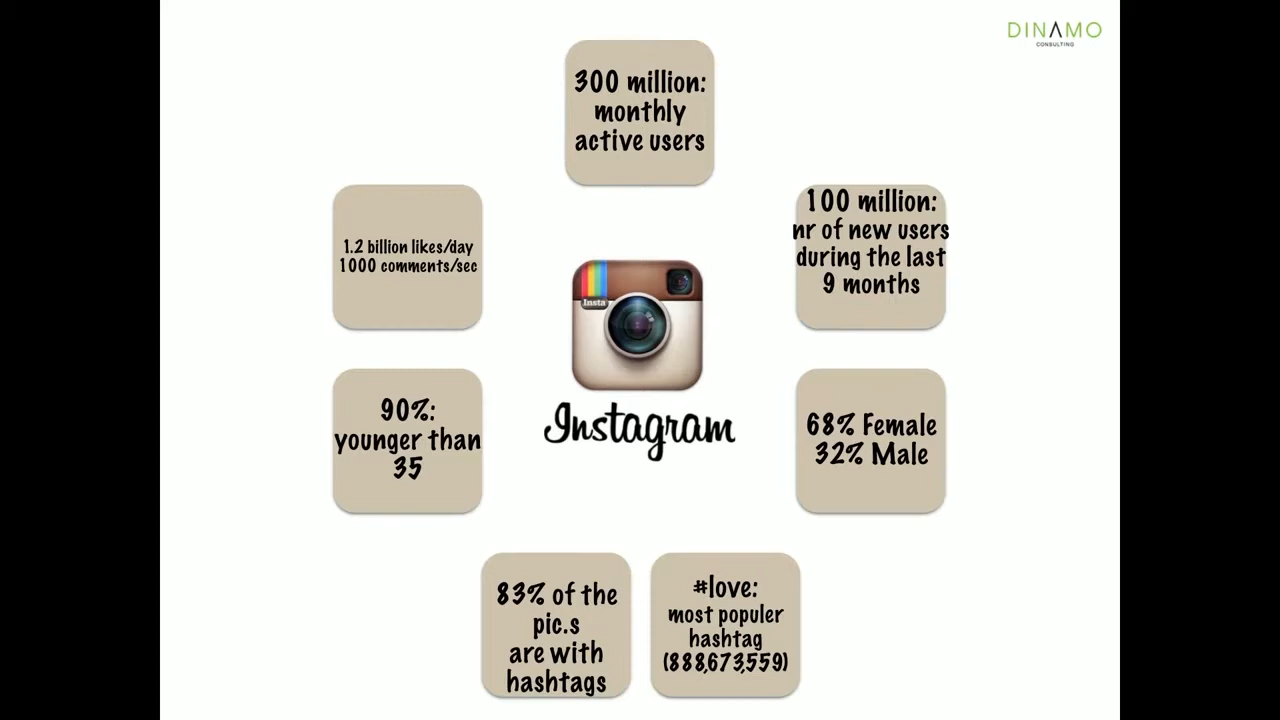 DINAMO
CONSULTING
300 million:
monthly
active users
1.2 billion likes/day
1000 comments/sec
100 million:
nr of new users
during the last
9 months
Insta
Instagram
90%:
younger than
35
68% Female
32% Male
83% of the
pic.s
are with
hashtags
#love:
most populer
hashtag
(888,673,559)